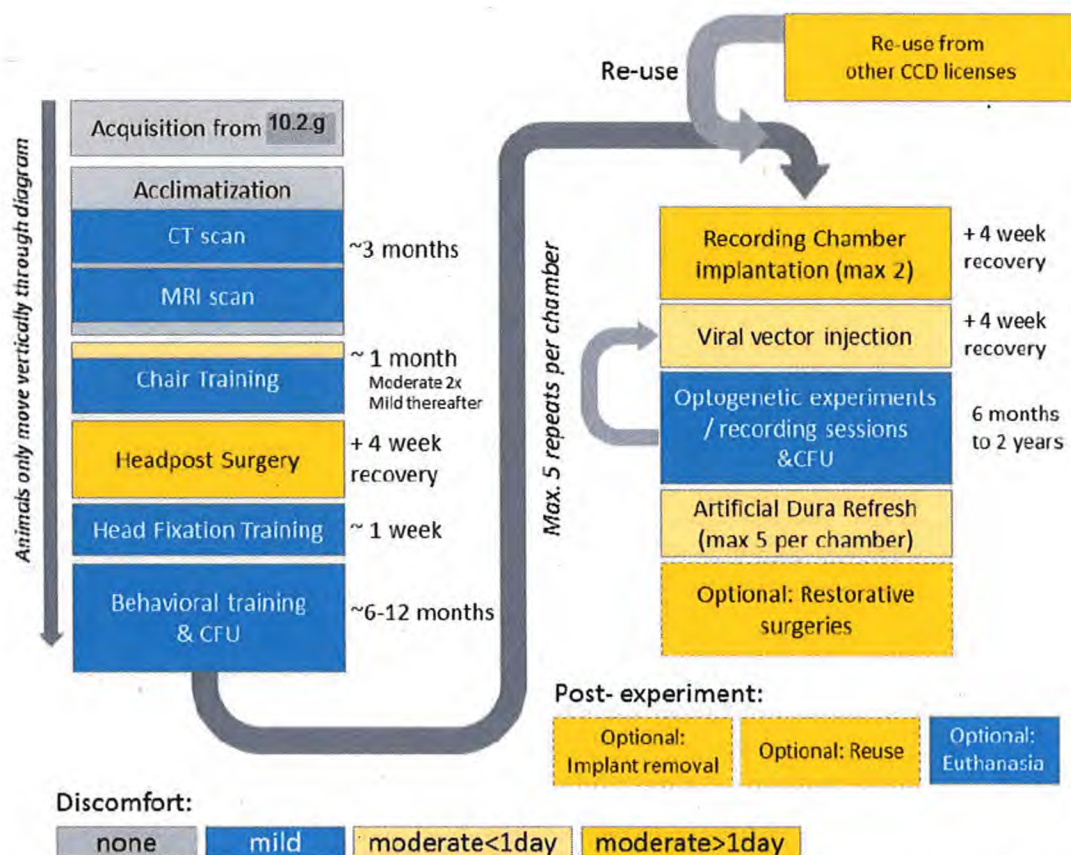 Re-use from
other CCD licenses
Re-use
Animals only move vertically through diagram
Acquisition from 10.2.g
Acclimatization
CT scan
MRI scan
~3 months
Chair Training
~ 1 month
Moderate 2x
Mild thereafter
Headpost Surgery
+ 4 week
recovery
Head Fixation Training
~ 1 week
Behavioral training
& CFU
~6-12 months
Max. 5 repeats per chamber
Recording Chamber
implantation (max 2)
+ 4 week
recovery
Viral vector injection
+ 4 week
recovery
Optogenetic experiments
/ recording sessions
&CFU
6 months
to 2 years
Artificial Dura Refresh
(max 5 per chamber)
Optional: Restorative
surgeries
Post- experiment:
Optional:
Implant removal
Optional: Reuse
Optional:
Euthanasia
Discomfort:
none
mild
moderate<1day
moderate>1day